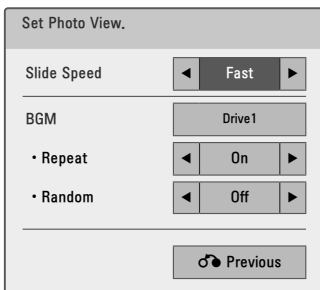 Set Photo View.
Slide Speed ◀ Fast ▶
BGM Drive1
• Repeat ◀ On ▶
• Random ◀ Off ▶
Previous